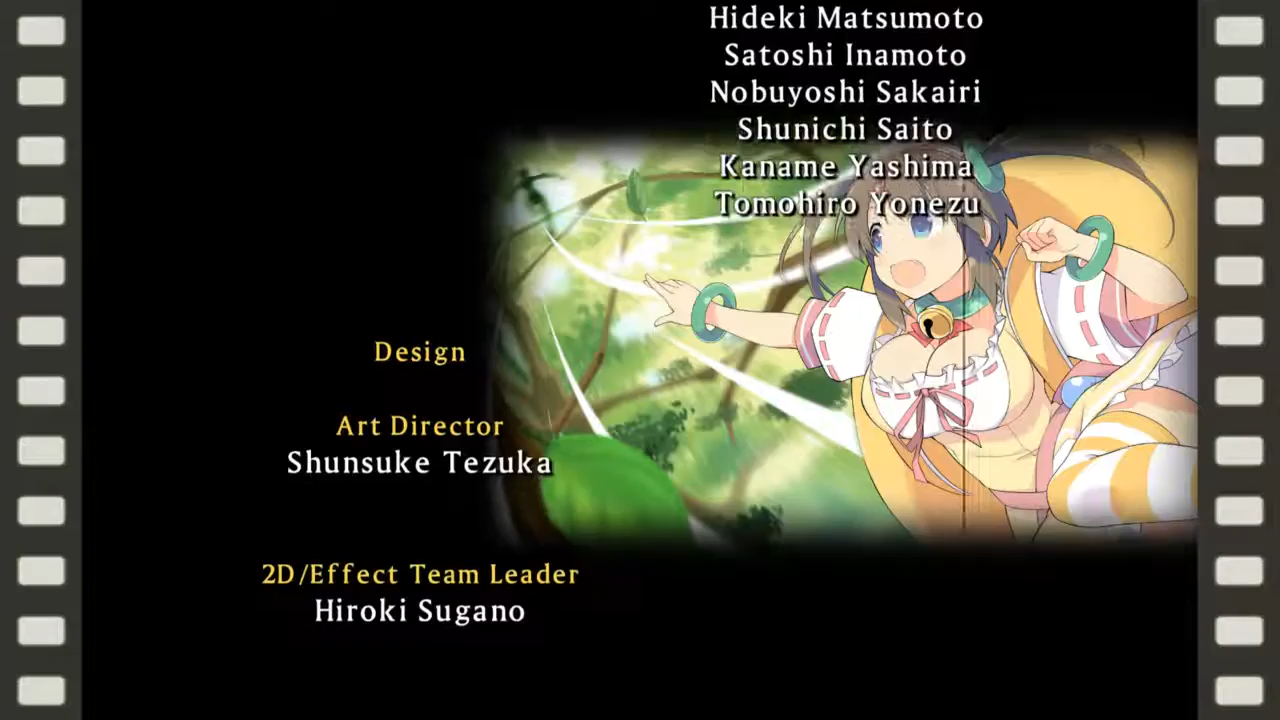 Hideki Matsumoto
Satoshi Inamoto
Nobuyoshi Sakairi
Shunichi Saito
Kaname Yashima
Tomohiro Yonezu
Design
Art Director
Shunsuke Tezuka
2D/Effect Team Leader
Hiroki Sugano